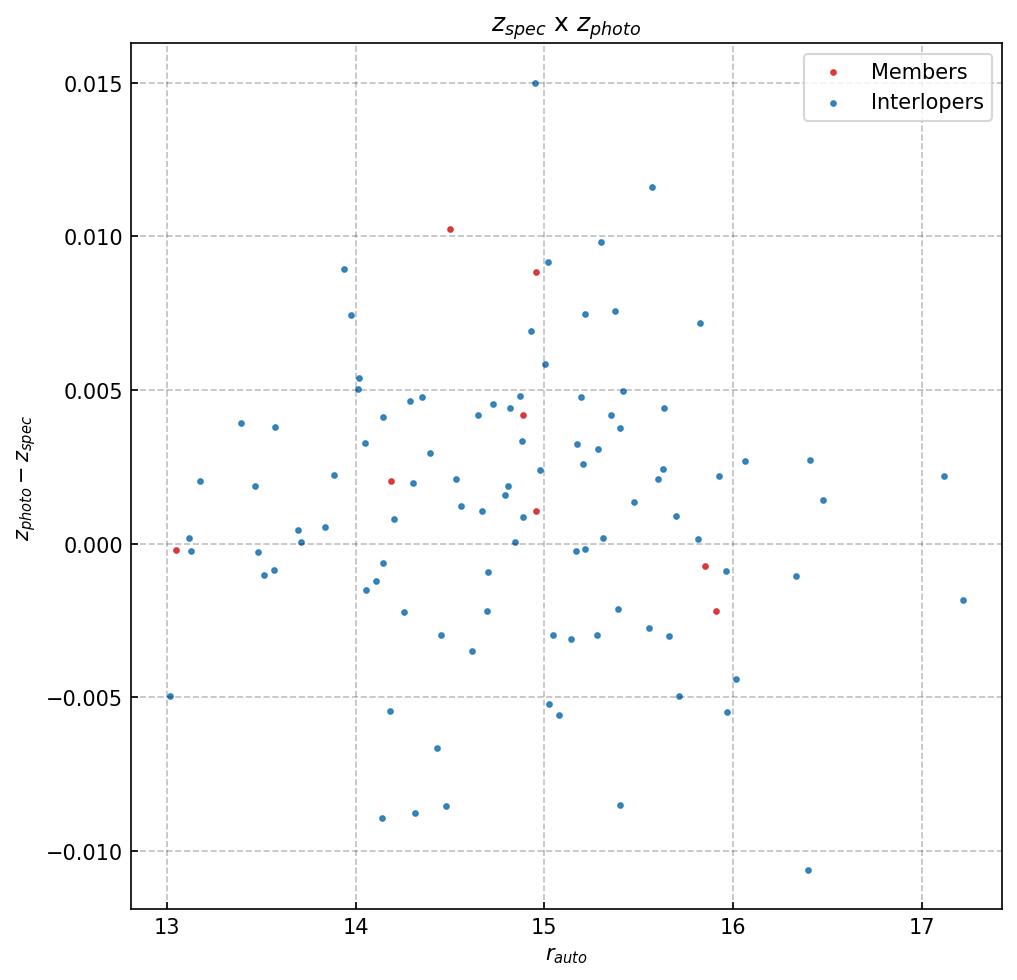 z_spec x z_photo
Members
Interlopers
0.015
0.010
0.005
0.000
−0.005
−0.010
z_photo − z_spec
13 14 15 16 17
r_auto